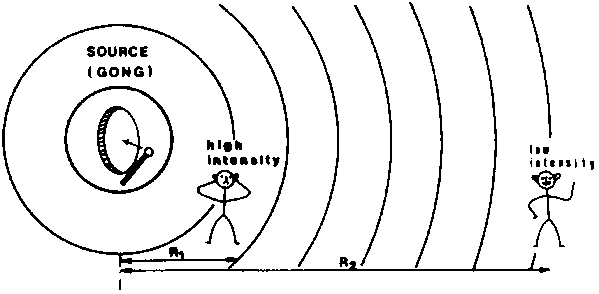 SOURCE
(GONG)
high
intensity
low
intensity
R1
R2